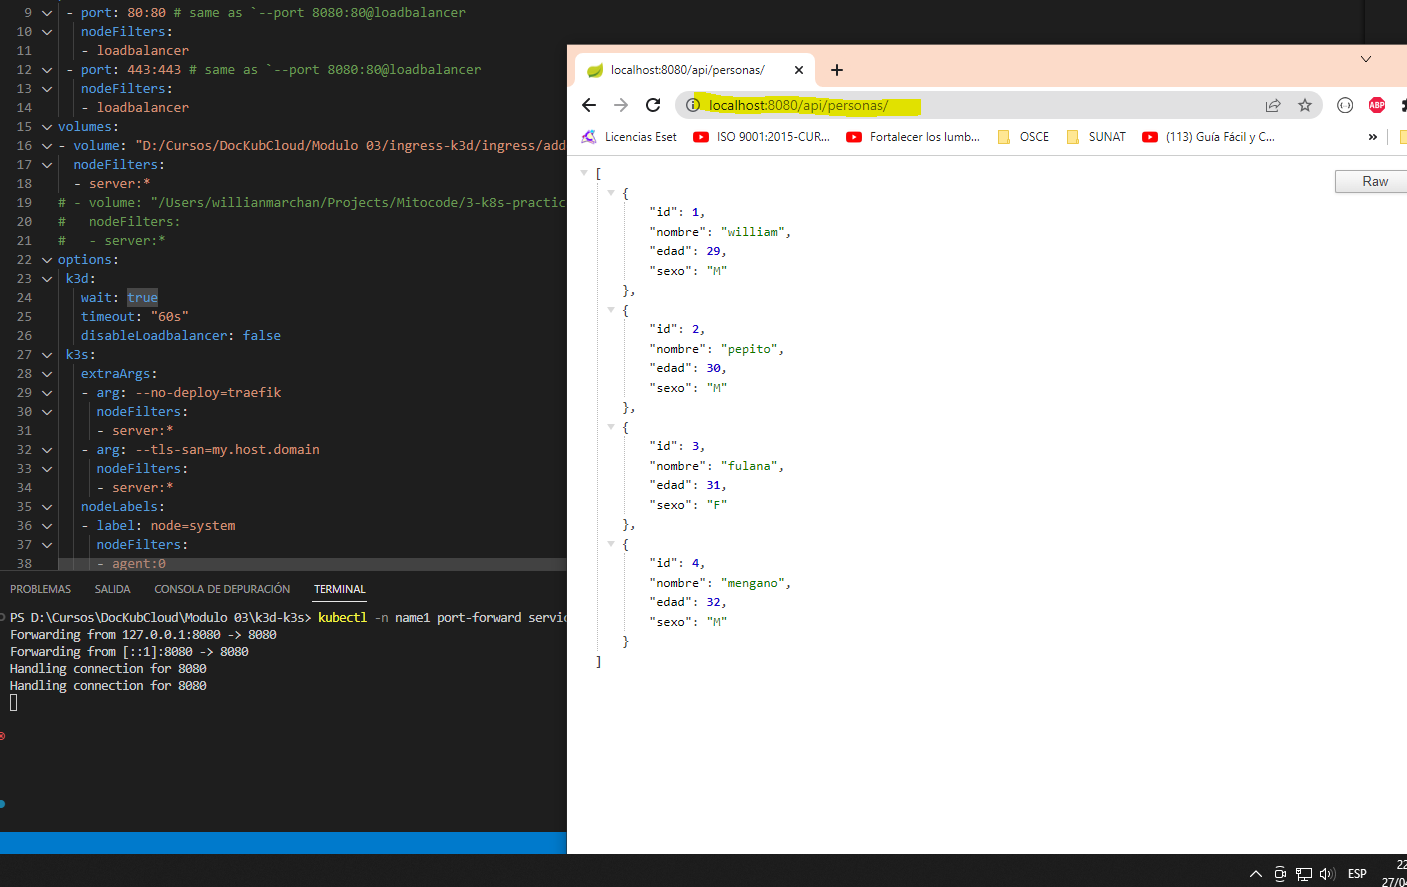 9 - port: 80:80 # same as `--port 8080:80@loadbalancer
10 nodeFilters:
11 - loadbalancer
12 - port: 443:443 # same as `--port 8080:80@loadbalancer
13 nodeFilters:
14 - loadbalancer
15 volumes:
16 - volume: "D:/Cursos/DocKubCloud/Modulo 03/ingress-k3d/ingress/add
17 nodeFilters:
18 - server:*
19 # - volume: "/Users/willianmarchan/Projects/Mitocode/3-k8s-practic
20 # nodeFilters:
21 # - server:*
22 options:
23 k3d:
24 wait: true
25 timeout: "60s"
26 disableLoadbalancer: false
27 k3s:
28 extraArgs:
29 - arg: --no-deploy=traefik
30 nodeFilters:
31 - server:*
32 - arg: --tls-san=my.host.domain
33 nodeFilters:
34 - server:*
35 nodeLabels:
36 - label: node=system
37 nodeFilters:
38 - agent:0
PROBLEMAS SALIDA CONSOLA DE DEPURACIÓN TERMINAL
PS D:\Cursos\DocKubCloud\Modulo 03\k3d-k3s> kubectl -n name1 port-forward servic
Forwarding from 127.0.0.1:8080 -> 8080
Forwarding from [::1]:8080 -> 8080
Handling connection for 8080
Handling connection for 8080
localhost:8080/api/personas/
localhost:8080/api/personas/
ABP
Licencias Eset ISO 9001:2015-CUR... Fortalecer los lumb... OSCE SUNAT (113) Guía Fácil y C... »
Raw
[
{
"id": 1,
"nombre": "william",
"edad": 29,
"sexo": "M"
},
{
"id": 2,
"nombre": "pepito",
"edad": 30,
"sexo": "M"
},
{
"id": 3,
"nombre": "fulana",
"edad": 31,
"sexo": "F"
},
{
"id": 4,
"nombre": "mengano",
"edad": 32,
"sexo": "M"
}
]
ESP
22
27/04